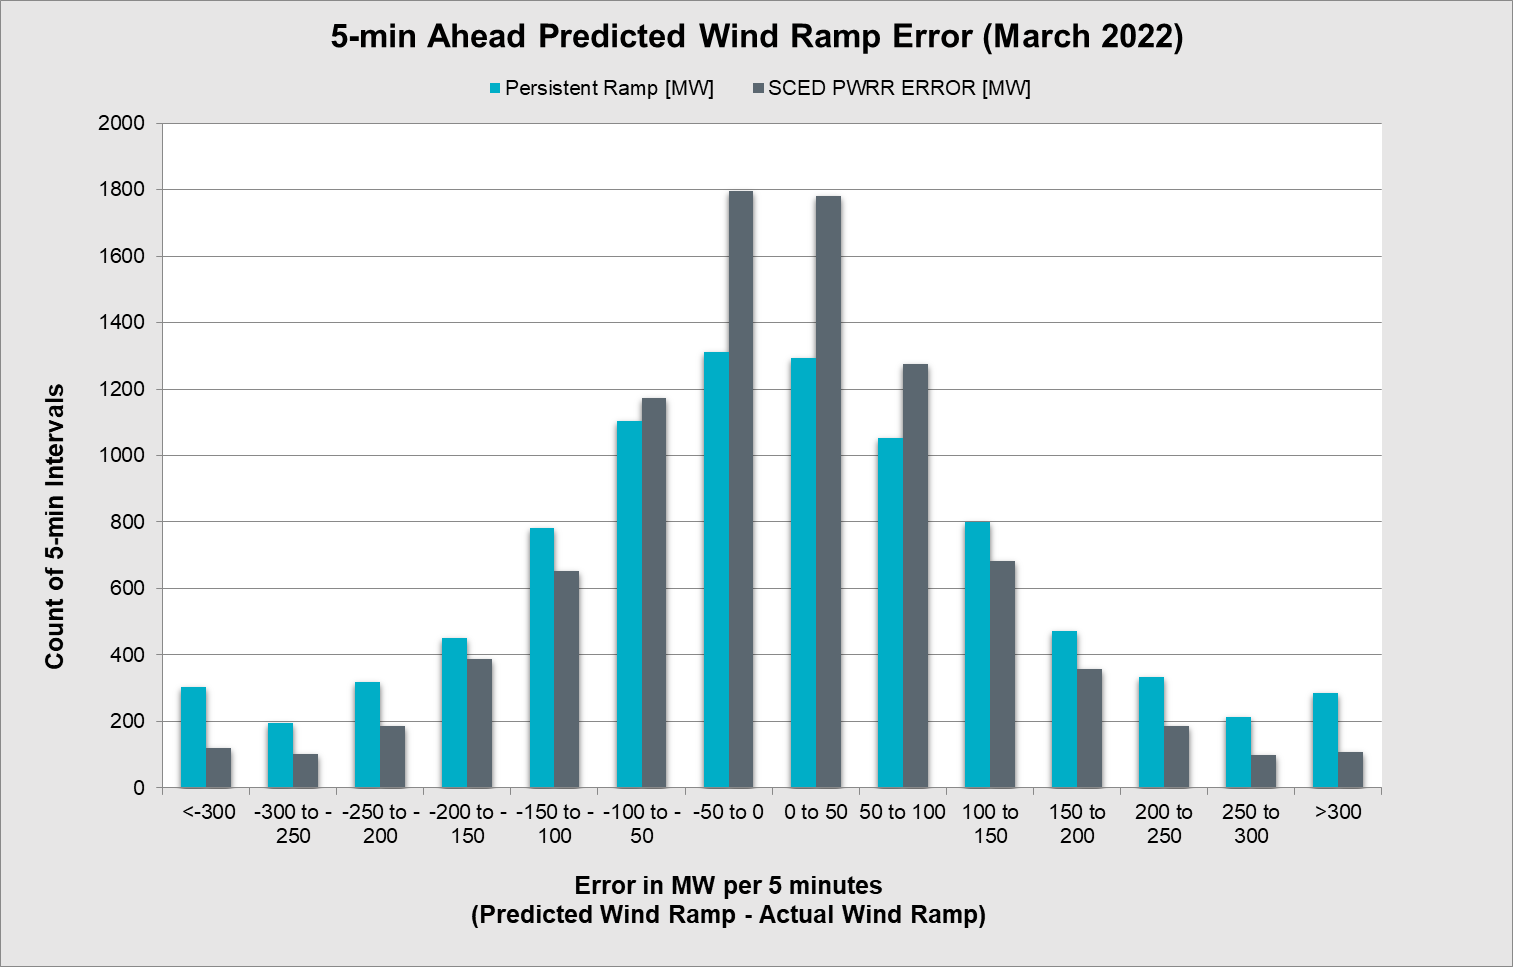 5-min Ahead Predicted Wind Ramp Error (March 2022)
Persistent Ramp [MW] SCED PWRR ERROR [MW]
2000
1800
1600
1400
1200
1000
800
600
400
200
0
Count of 5-min Intervals
<-300 -300 to - -250 to - -200 to - -150 to - -100 to - -50 to 0 0 to 50 50 to 100 100 to 150 to 200 to 250 to >300
250 200 150 100 50 150 200 250 300
Error in MW per 5 minutes
(Predicted Wind Ramp - Actual Wind Ramp)